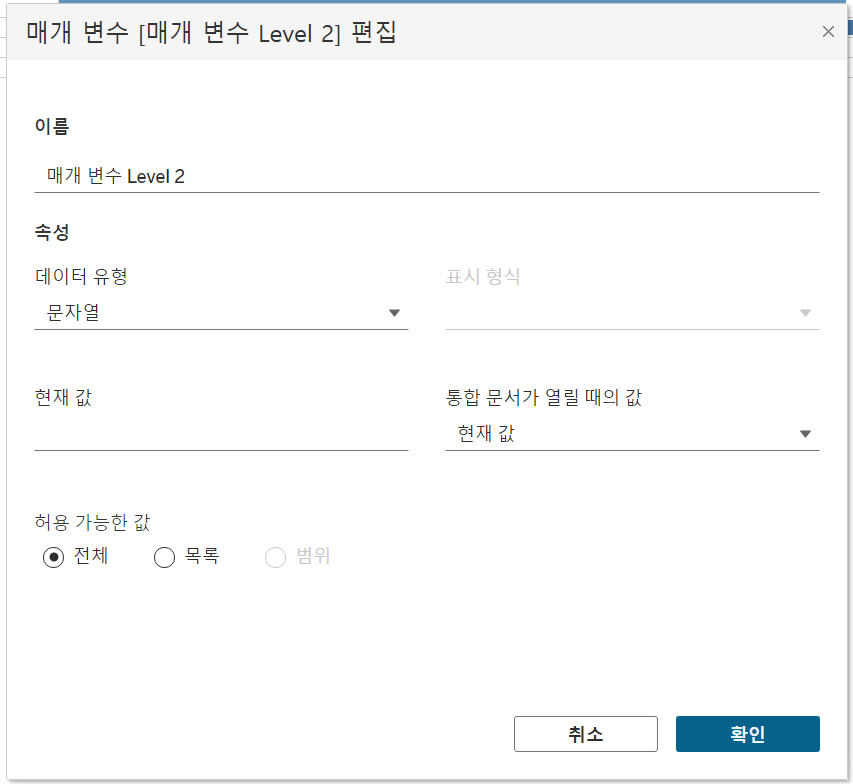 매개 변수 [매개 변수 Level 2] 편집
이름
매개 변수 Level 2
속성
데이터 유형
표시 형식
문자열
현재 값
통합 문서가 열릴 때의 값
현재 값
허용 가능한 값
전체
목록
범위
취소
확인